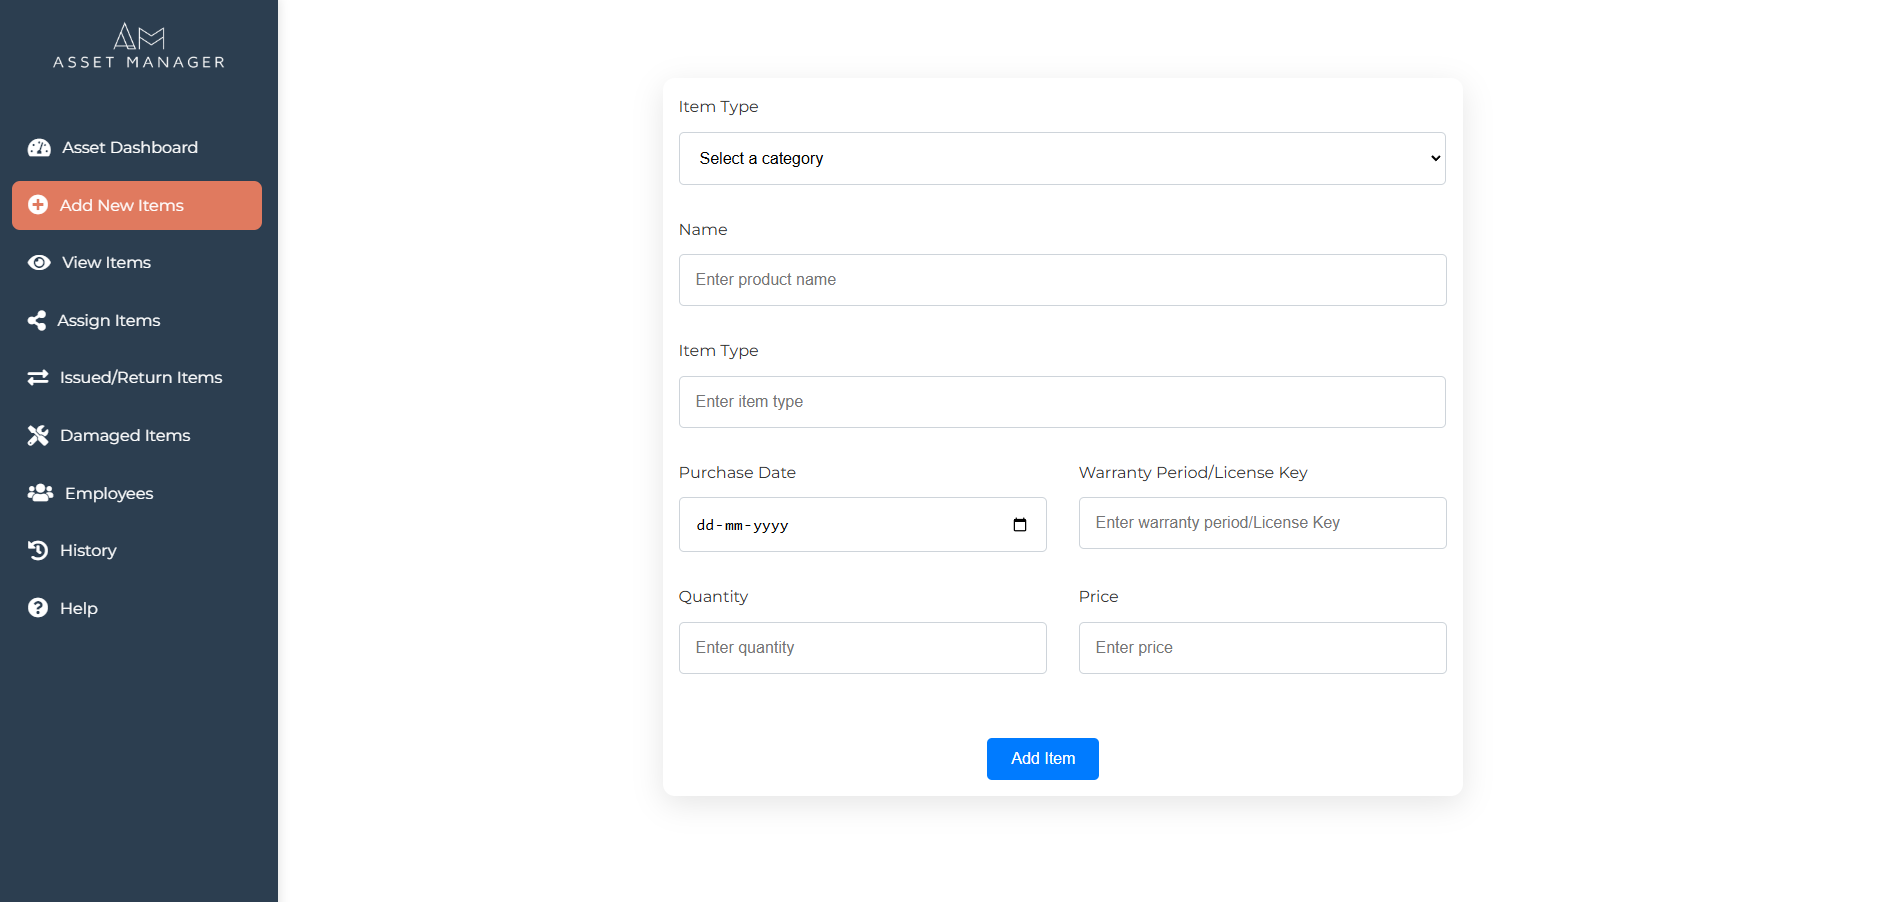 AM
ASSET MANAGER
Asset Dashboard
Add New Items
View Items
Assign Items
Issued/Return Items
Damaged Items
Employees
History
Help
Item Type
Select a category
Name
Enter product name
Item Type
Enter item type
Purchase Date
dd-mm-yyyy
Warranty Period/License Key
Enter warranty period/License Key
Quantity
Enter quantity
Price
Enter price
Add Item